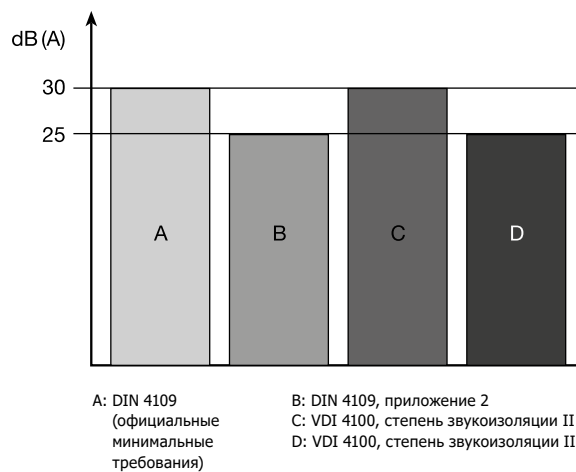 dB (A)
30
25
A
B
C
D
A: DIN 4109
(официальные
минимальные
требования)
B: DIN 4109, приложение 2
C: VDI 4100, степень звукоизоляции II
D: VDI 4100, степень звукоизоляции II